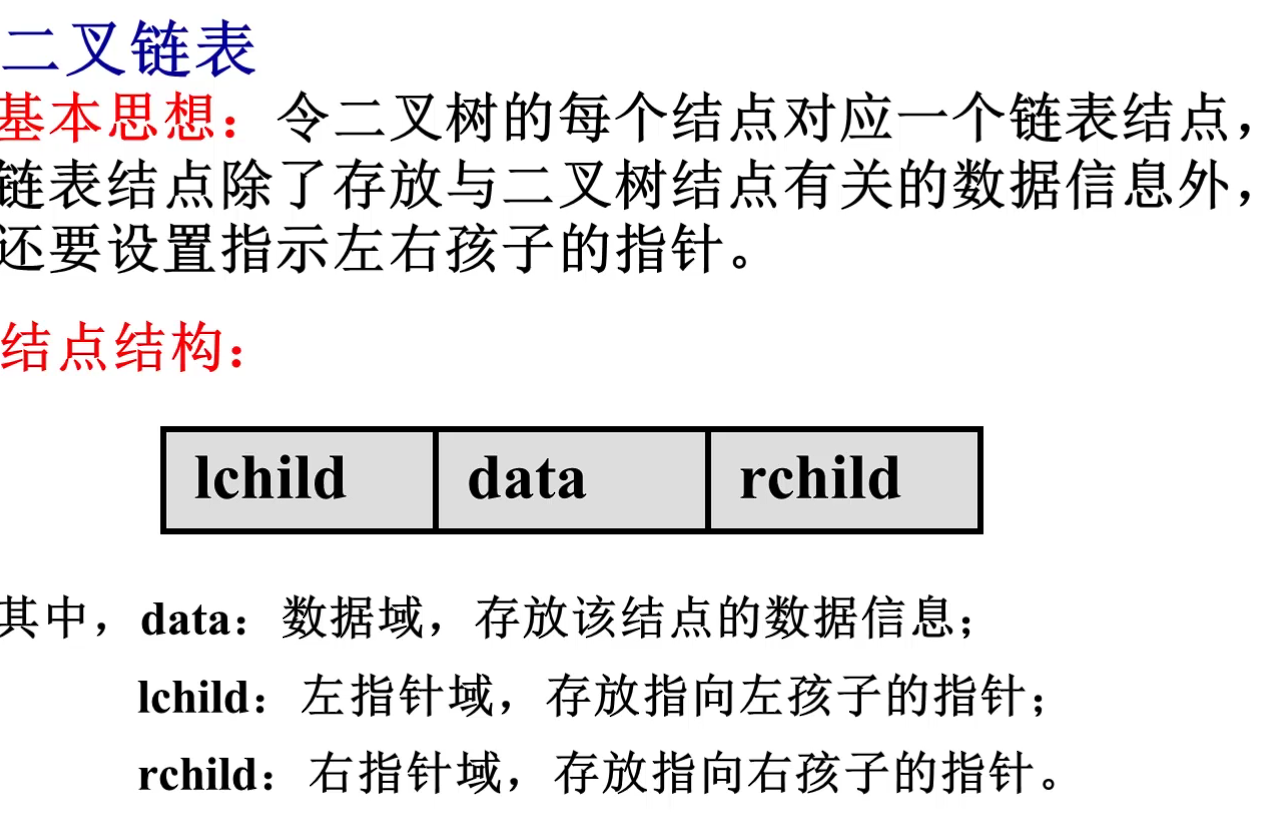 二叉链表
基本思想：令二叉树的每个结点对应一个链表结点，
链表结点除了存放与二叉树结点有关的数据信息外，
还要设置指示左右孩子的指针。
结点结构：
lchild data rchild
其中，data：数据域，存放该结点的数据信息；
lchild：左指针域，存放指向左孩子的指针；
rchild：右指针域，存放指向右孩子的指针。